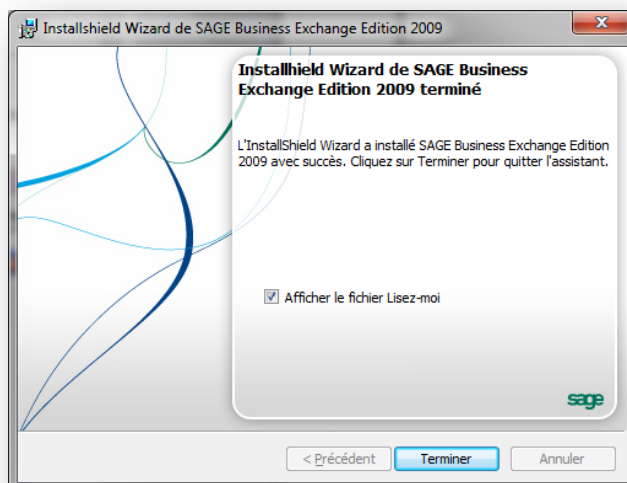 Installshield Wizard de SAGE Business Exchange Edition 2009
Installhield Wizard de SAGE Business
Exchange Edition 2009 terminé
L'InstallShield Wizard a installé SAGE Business Exchange Edition
2009 avec succès. Cliquez sur Terminer pour quitter l'assistant.
Afficher le fichier Lisez-moi
sage
< Précédent
Terminer
Annuler